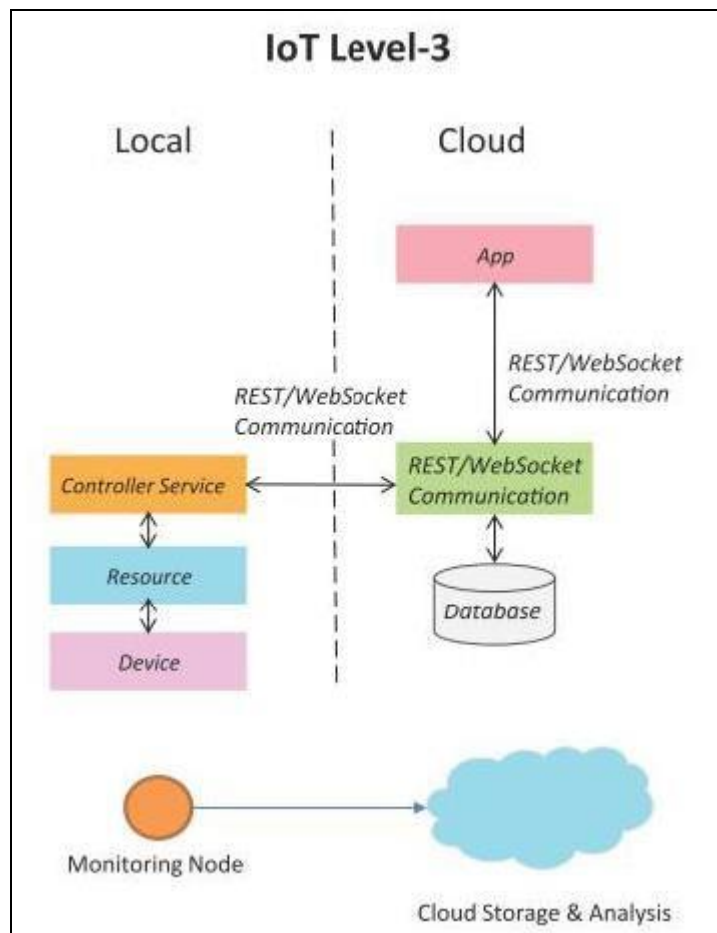 IoT Level-3
Local
Cloud
App
REST/WebSocket
Communication
REST/WebSocket
Communication
Controller Service
REST/WebSocket
Communication
Resource
Database
Device
Monitoring Node
Cloud Storage & Analysis